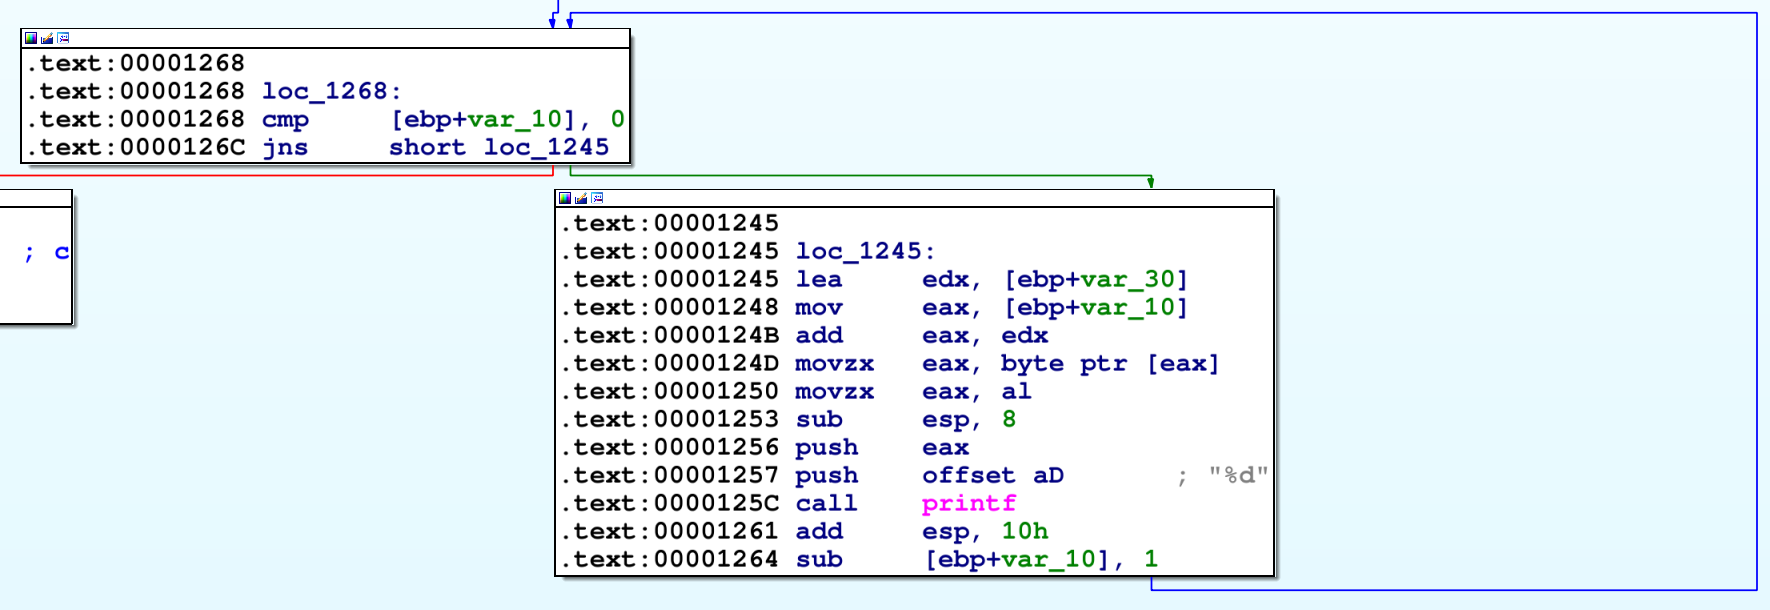 .text:00001268
.text:00001268 loc_1268:
.text:00001268 cmp     [ebp+var_10], 0
.text:0000126C jns     short loc_1245
; c
.text:00001245
.text:00001245 loc_1245:
.text:00001245 lea     edx, [ebp+var_30]
.text:00001248 mov     eax, [ebp+var_10]
.text:0000124B add     eax, edx
.text:0000124D movzx   eax, byte ptr [eax]
.text:00001250 movzx   eax, al
.text:00001253 sub     esp, 8
.text:00001256 push    eax
.text:00001257 push    offset aD       ; "%d"
.text:0000125C call    printf
.text:00001261 add     esp, 10h
.text:00001264 sub     [ebp+var_10], 1